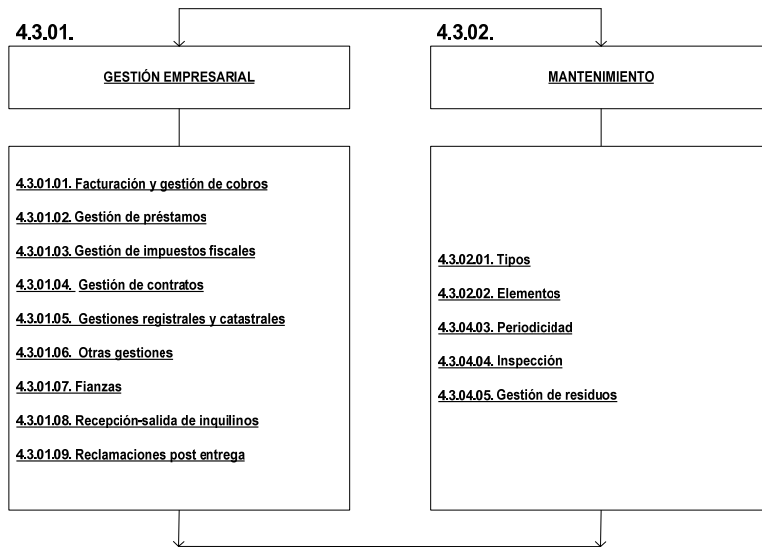 4.3.01.
GESTIÓN EMPRESARIAL
4.3.01.01. Facturación y gestión de cobros
4.3.01.02. Gestión de préstamos
4.3.01.03. Gestión de impuestos fiscales
4.3.01.04. Gestión de contratos
4.3.01.05. Gestiones registrales y catastrales
4.3.01.06. Otras gestiones
4.3.01.07. Fianzas
4.3.01.08. Recepción-salida de inquilinos
4.3.01.09. Reclamaciones post entrega
4.3.02.
MANTENIMIENTO
4.3.02.01. Tipos
4.3.02.02. Elementos
4.3.04.03. Periodicidad
4.3.04.04. Inspección
4.3.04.05. Gestión de residuos